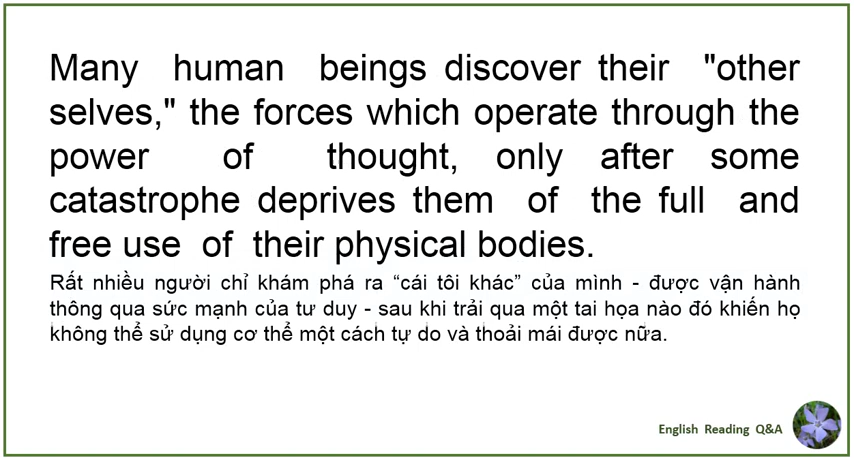 Many human beings discover their "other
selves," the forces which operate through the
power of thought, only after some
catastrophe deprives them of the full and
free use of their physical bodies.
Rất nhiều người chỉ khám phá ra “cái tôi khác” của mình - được vận hành
thông qua sức mạnh của tư duy - sau khi trải qua một tai họa nào đó khiến họ
không thể sử dụng cơ thể một cách tự do và thoải mái được nữa.
English Reading Q&A